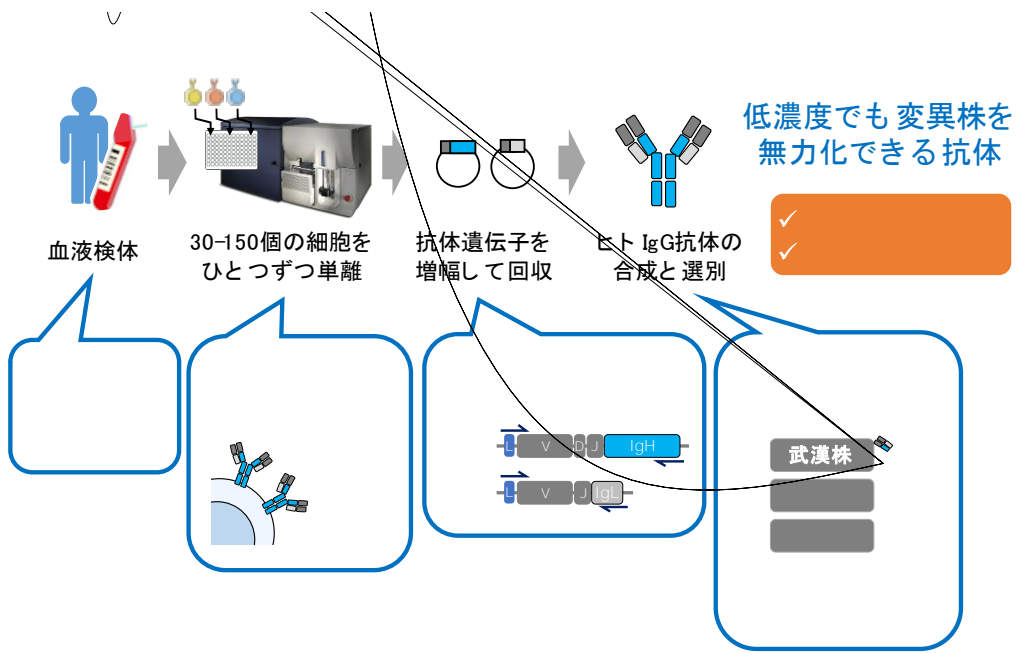 低濃度でも変異株を
無力化できる抗体
血液検体
30-150個の細胞を
ひとつずつ単離
抗体遺伝子を
増幅して回収
ヒトIgG抗体の
合成と選別
✓
✓
L V D J IgH
L V J IgL
武漢株